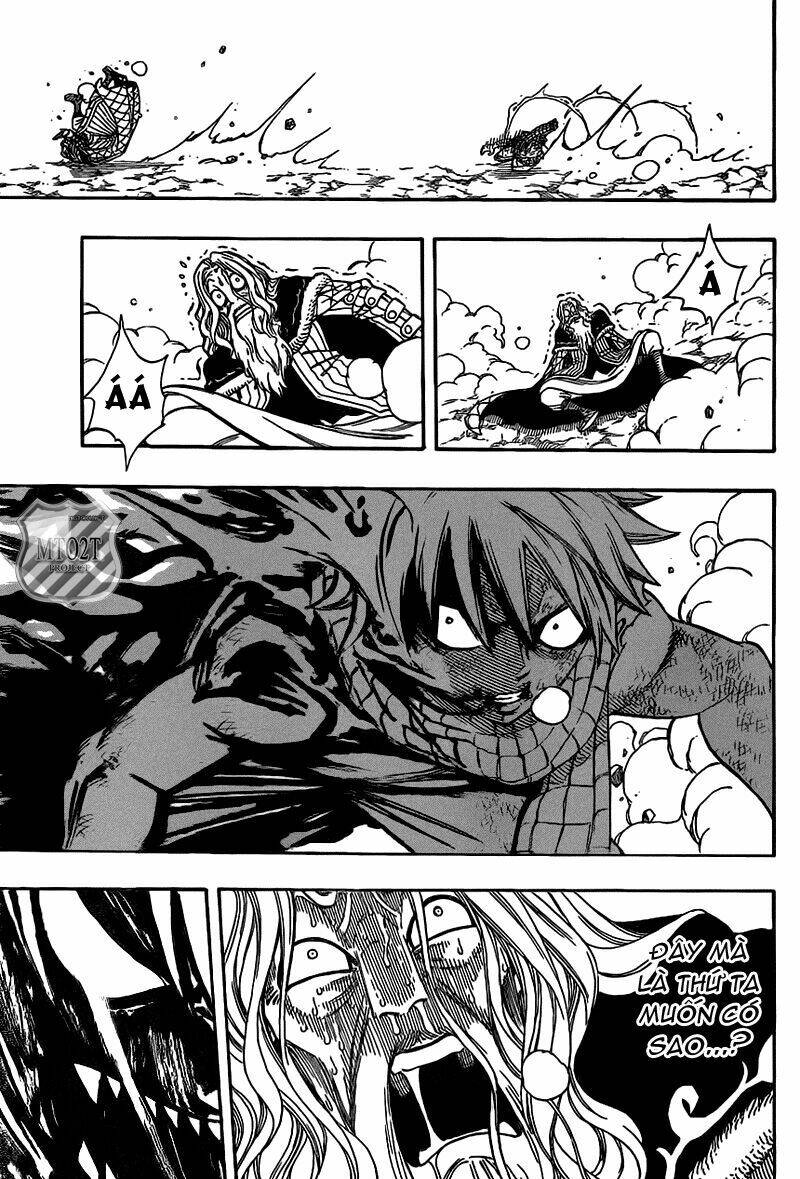 Á
ÁÁ
MT02T
PROJECT
ĐÂY MÀ
LÀ THỨ TA
MUỐN CÓ
SAO....?